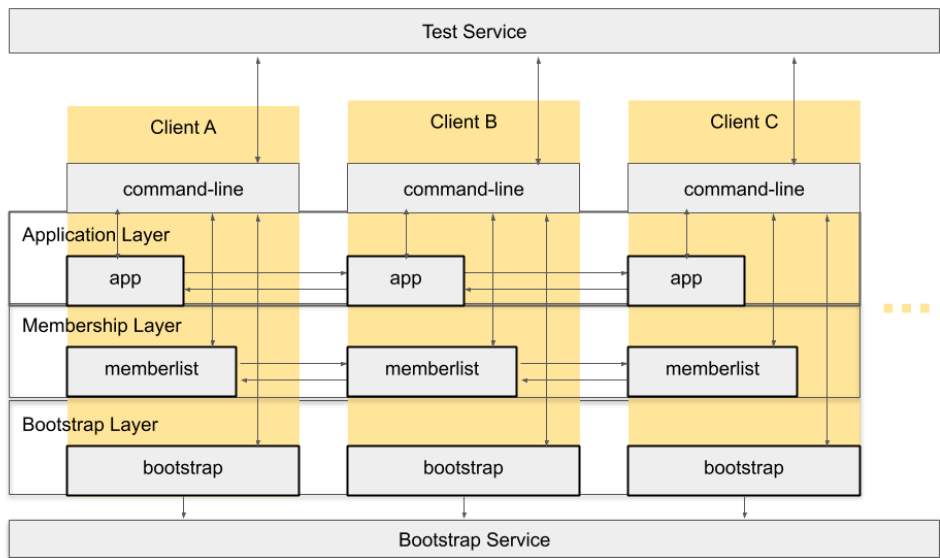 Test Service
Client A
Client B
Client C
command-line
command-line
command-line
Application Layer
app
app
app
Membership Layer
memberlist
memberlist
memberlist
Bootstrap Layer
bootstrap
bootstrap
bootstrap
Bootstrap Service